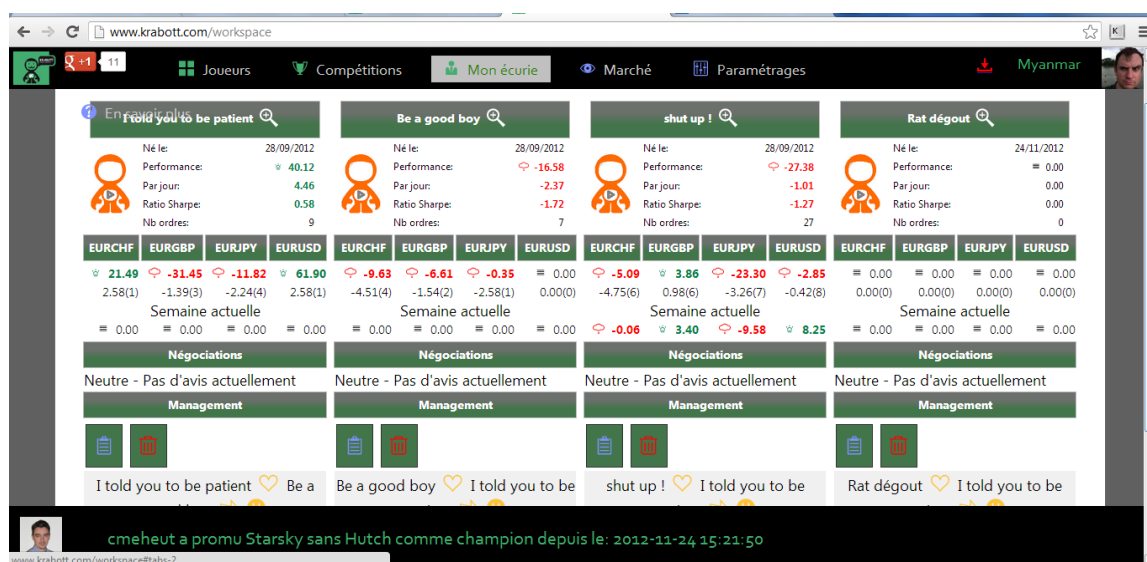 www.krabott.com/workspace
+1 11 Joueurs Compétitions Mon écurie Marché Paramétrages Myanmar
En savoir plus
I told you to be patient Be a good boy shut up ! Rat dégout
Né le: 28/09/2012 Né le: 28/09/2012 Né le: 28/09/2012 Né le: 24/11/2012
Performance: 40.12 Performance: -16.58 Performance: -27.38 Performance: = 0.00
Par jour: 4.46 Par jour: -2.37 Par jour: -1.01 Par jour: 0.00
Ratio Sharpe: 0.58 Ratio Sharpe: -1.72 Ratio Sharpe: -1.27 Ratio Sharpe: 0.00
Nb ordres: 9 Nb ordres: 7 Nb ordres: 27 Nb ordres: 0
EURCHF EURGBP EURJPY EURUSD EURCHF EURGBP EURJPY EURUSD EURCHF EURGBP EURJPY EURUSD EURCHF EURGBP EURJPY EURUSD
21.49 -31.45 -11.82 61.90 -9.63 -6.61 -0.35 = 0.00 -5.09 3.86 -23.30 -2.85 = 0.00 = 0.00 = 0.00 = 0.00
2.58(1) -1.39(3) -2.24(4) 2.58(1) -4.51(4) -1.54(2) -2.58(1) 0.00(0) -4.75(6) 0.98(6) -3.26(7) -0.42(8) 0.00(0) 0.00(0) 0.00(0) 0.00(0)
Semaine actuelle Semaine actuelle Semaine actuelle Semaine actuelle
= 0.00 = 0.00 = 0.00 = 0.00 = 0.00 = 0.00 = 0.00 = 0.00 -0.06 3.40 -9.58 8.25 = 0.00 = 0.00 = 0.00 = 0.00
Négociations Négociations Négociations Négociations
Neutre - Pas d'avis actuellement Neutre - Pas d'avis actuellement Neutre - Pas d'avis actuellement Neutre - Pas d'avis actuellement
Management Management Management Management
I told you to be patient Be a Be a good boy I told you to be shut up ! I told you to be Rat dégout I told you to be
cmeheut a promu Starsky sans Hutch comme champion depuis le: 2012-11-24 15:21:50
www.krabott.com/workspace#tabs-2